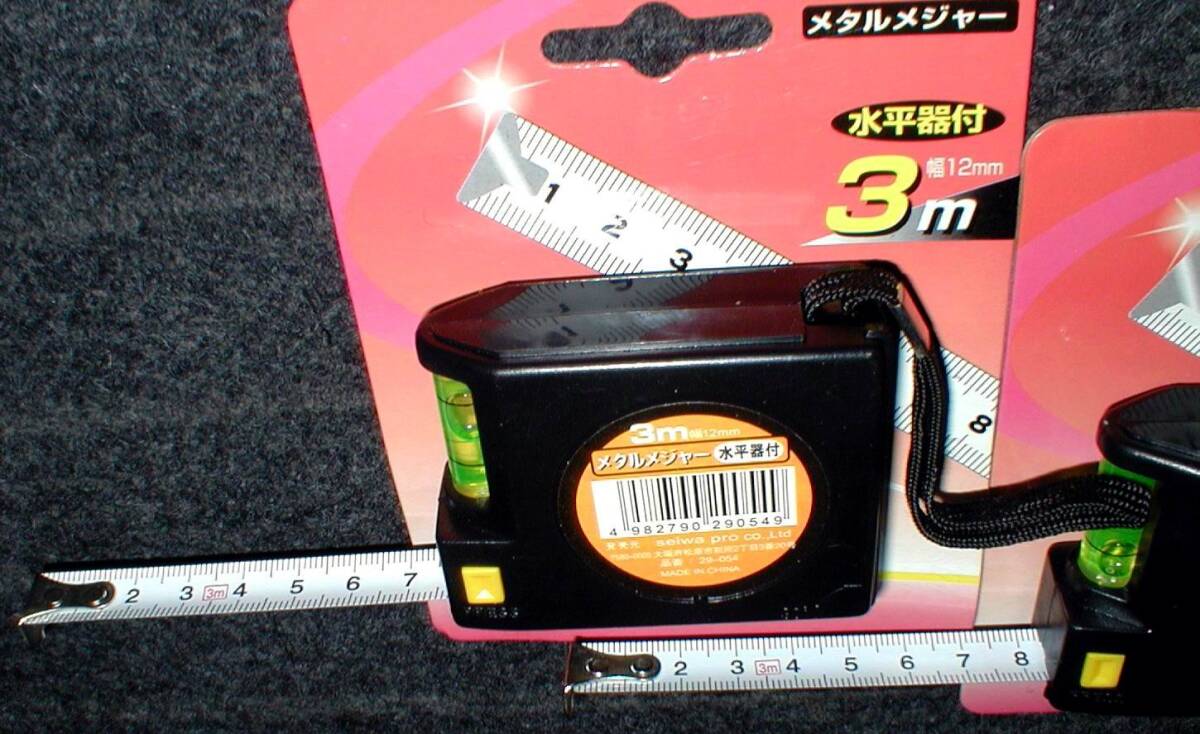 メタルメジャー
水平器付
幅12mm
3m
1 2 3
8
3m 幅12mm
メクルメジャー 水平器付
4 982790 290549
発売元 seiwa pro co.,Ltd
品番：29-054
MADE IN CHINA
2 3 3m 4 5 6 7
2 3 3m 4 5 6 7 8